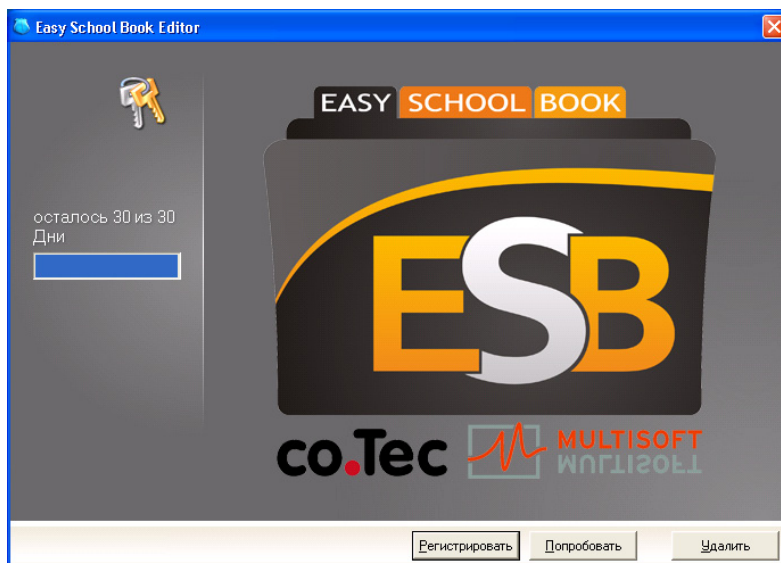 Easy School Book Editor
EASY SCHOOL BOOK
осталось 30 из 30
Дни
ESB
co.Tec
MULTISOFT
MULTISOFT
Регистрировать
Попробовать
Удалить